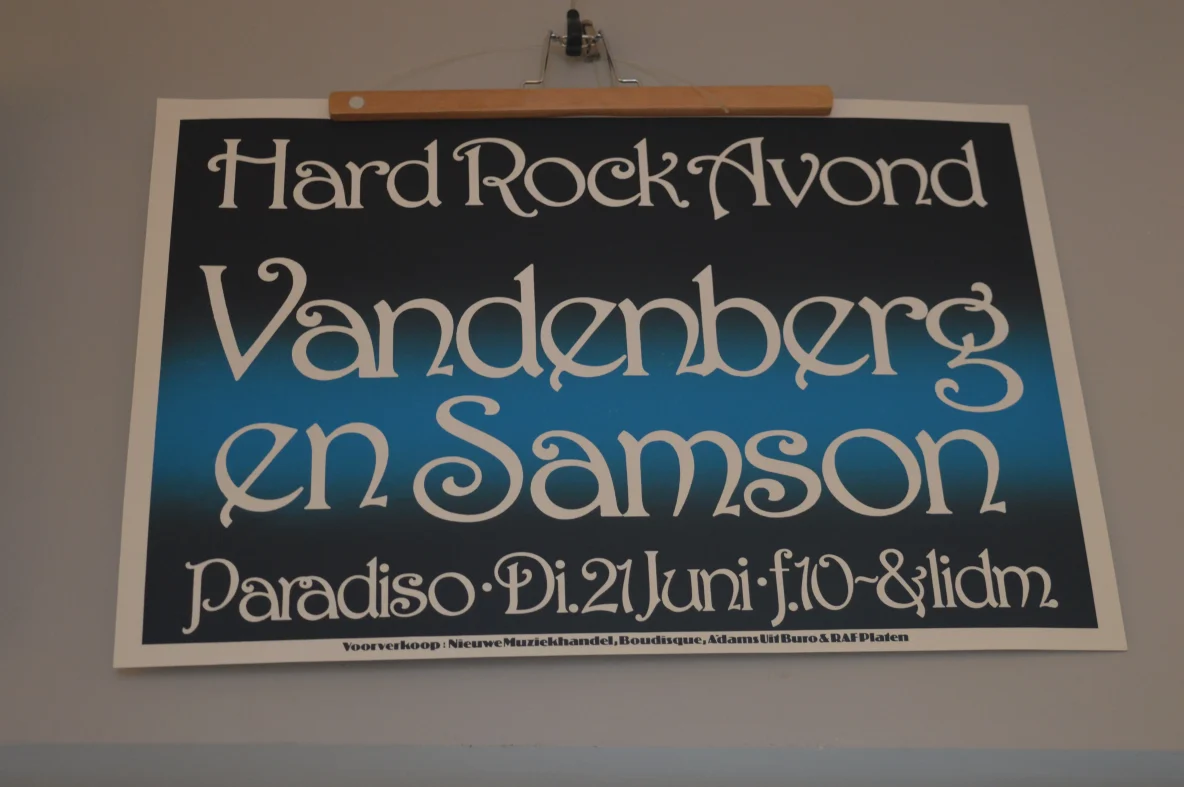 Hard Rock Avond
Vandenberg
en Samson
Paradiso · Di. 21 Juni · f.10~ & lidm
Voorverkoop : Nieuwe Muziekhandel, Boudisque, A'dams Uit Buro & RAF Platen